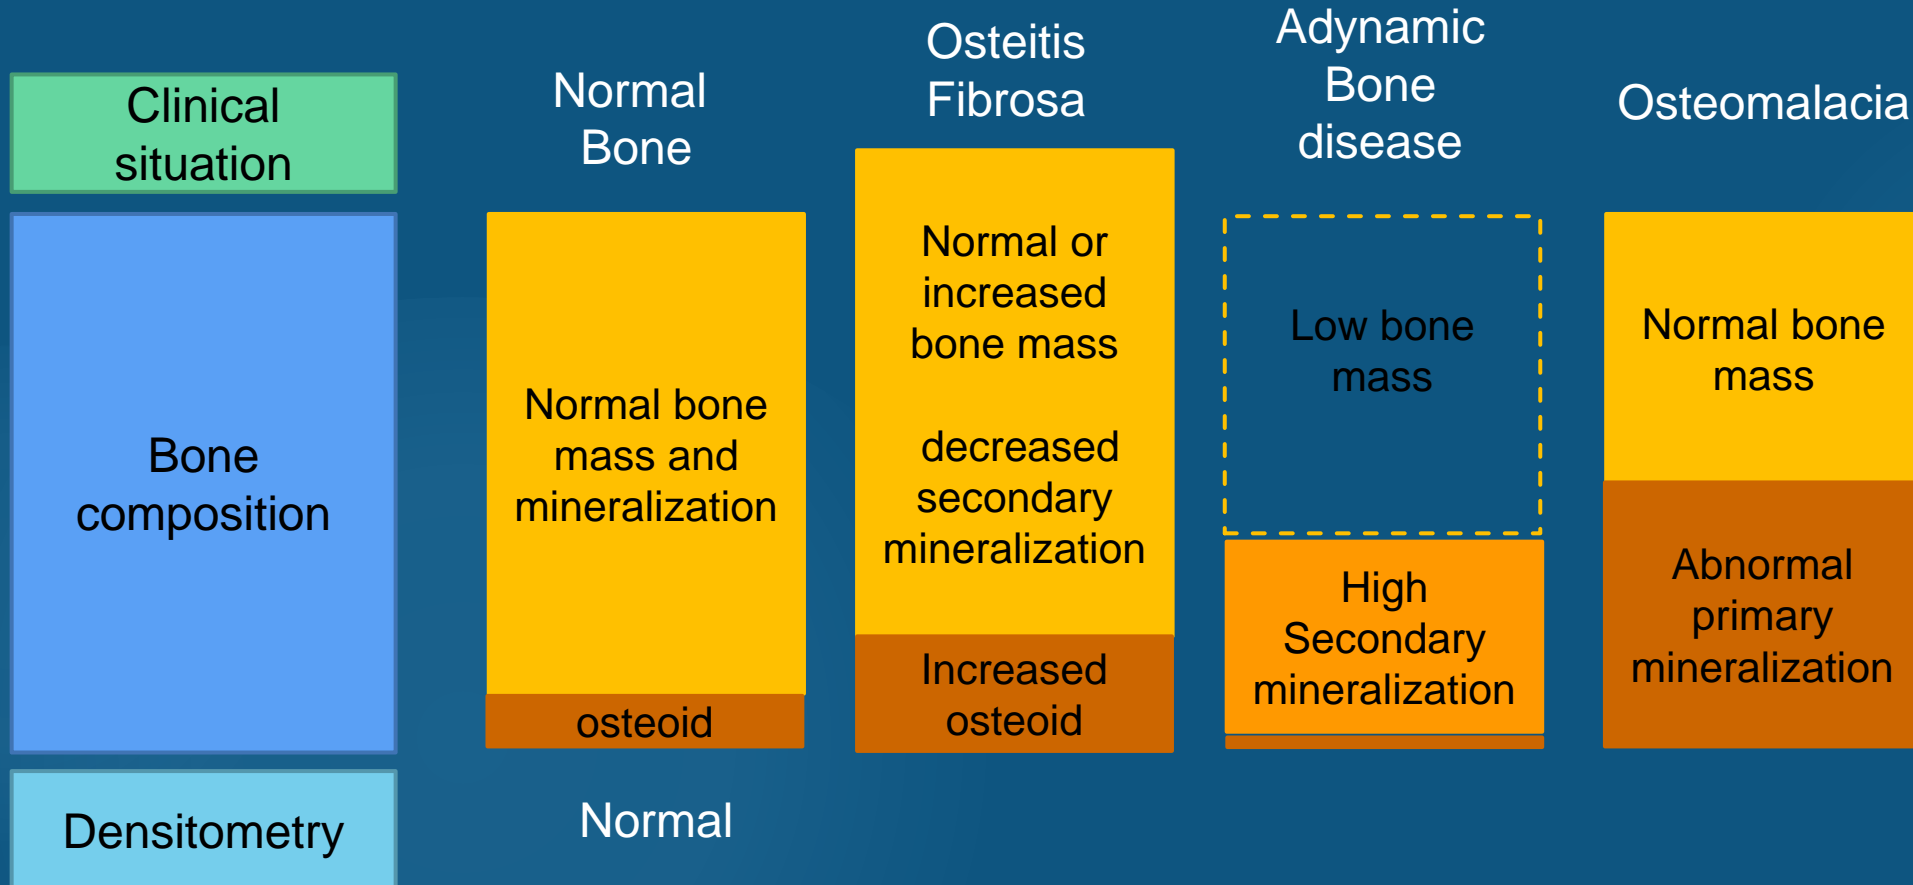 Clinical
situation
Normal
Bone
Osteitis
Fibrosa
Adynamic
Bone
disease
Osteomalacia
Bone
composition
Normal bone
mass and
mineralization
osteoid
Normal or
increased
bone mass
decreased
secondary
mineralization
Increased
osteoid
Low bone
mass
High
Secondary
mineralization
Normal bone
mass
Abnormal
primary
mineralization
Densitometry
Normal